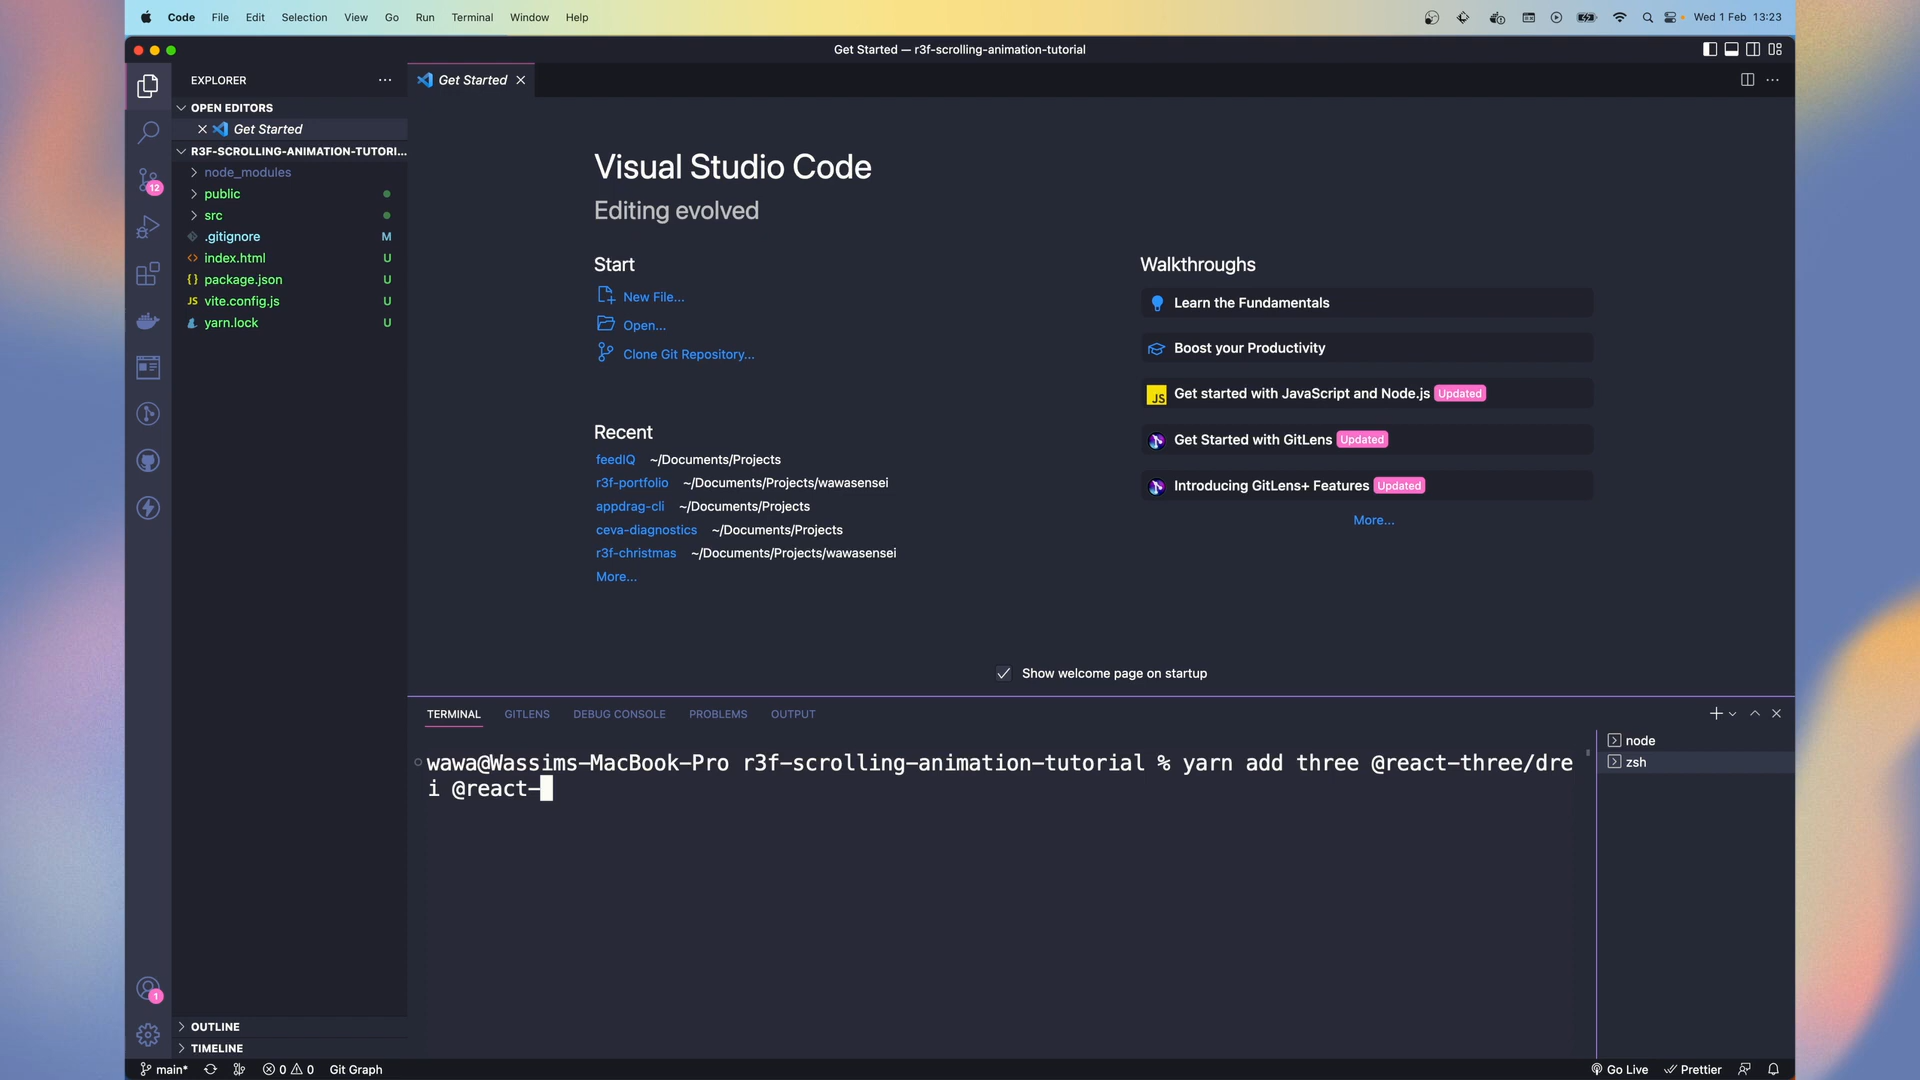 Code File Edit Selection View Go Run Terminal Window Help Wed 1 Feb 13:23
Get Started — r3f-scrolling-animation-tutorial
EXPLORER
Get Started
OPEN EDITORS
Get Started
R3F-SCROLLING-ANIMATION-TUTORI...
node_modules
public
src
.gitignore M
index.html U
{} package.json U
JS vite.config.js U
yarn.lock U
12
Visual Studio Code
Editing evolved
Start
New File...
Open...
Clone Git Repository...
Recent
feedIQ ~/Documents/Projects
r3f-portfolio ~/Documents/Projects/wawasensei
appdrag-cli ~/Documents/Projects
ceva-diagnostics ~/Documents/Projects
r3f-christmas ~/Documents/Projects/wawasensei
More...
Walkthroughs
Learn the Fundamentals
Boost your Productivity
JS Get started with JavaScript and Node.js Updated
Get Started with GitLens Updated
Introducing GitLens+ Features Updated
More...
Show welcome page on startup
TERMINAL GITLENS DEBUG CONSOLE PROBLEMS OUTPUT
wawa@Wassims-MacBook-Pro r3f-scrolling-animation-tutorial % yarn add three @react-three/dre
i @react-
node
zsh
1
OUTLINE
TIMELINE
main* 0 0 Git Graph Go Live Prettier